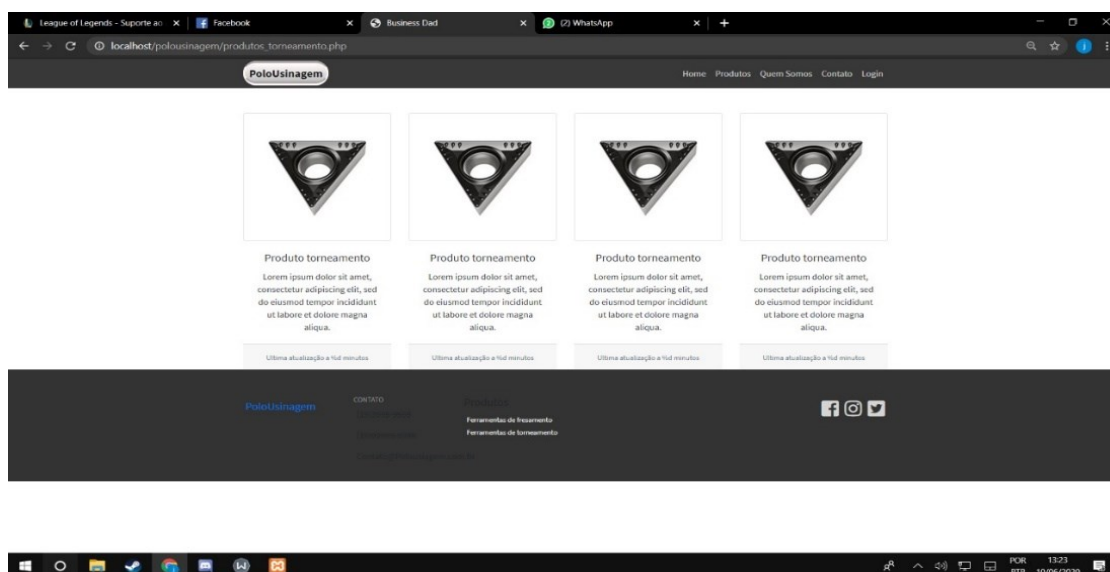 League of Legends - Suporte ao
Facebook
Business Dad
(2) WhatsApp
localhost/polousinagem/produtos_torneamento.php
PoloUsinagem
Home Produtos Quem Somos Contato Login
Produto torneamento Produto torneamento Produto torneamento Produto torneamento
Lorem ipsum dolor sit amet, Lorem ipsum dolor sit amet, Lorem ipsum dolor sit amet, Lorem ipsum dolor sit amet,
consectetur adipiscing elit, sed consectetur adipiscing elit, sed consectetur adipiscing elit, sed consectetur adipiscing elit, sed
do eiusmod tempor incididunt do eiusmod tempor incididunt do eiusmod tempor incididunt do eiusmod tempor incididunt
ut labore et dolore magna ut labore et dolore magna ut labore et dolore magna ut labore et dolore magna
aliqua. aliqua. aliqua. aliqua.
Ultima atualização a %d minutos Ultima atualização a %d minutos Ultima atualização a %d minutos Ultima atualização a %d minutos
PoloUsinagem
CONTATO
Produtos
Ferramentas de fresamento
Ferramentas de torneamento
POR 13:23
PTB 10/06/2020